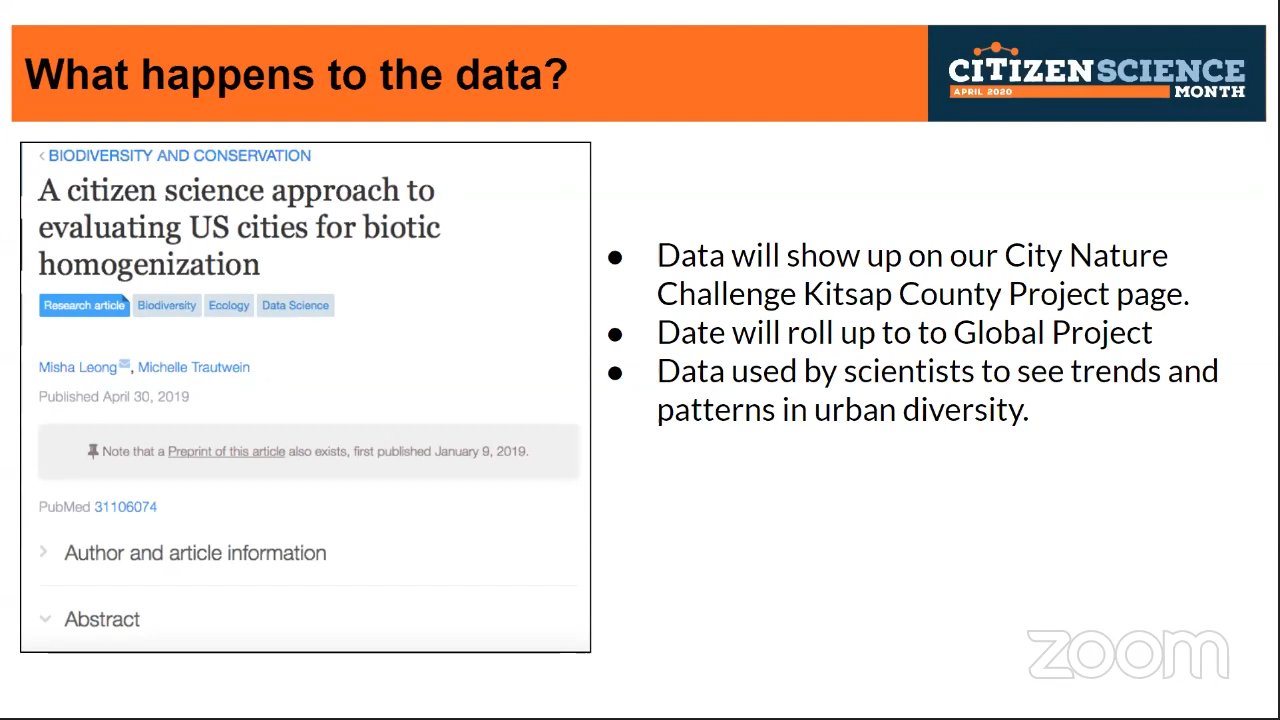 What happens to the data?
CITIZENSCIENCE
APRIL 2020
MONTH
‹ BIODIVERSITY AND CONSERVATION
A citizen science approach to
evaluating US cities for biotic
homogenization
Research article Biodiversity Ecology Data Science
Misha Leong, Michelle Trautwein
Published April 30, 2019
Note that a Preprint of this article also exists, first published January 9, 2019.
PubMed 31106074
Author and article information
Abstract
● Data will show up on our City Nature
Challenge Kitsap County Project page.
● Date will roll up to to Global Project
● Data used by scientists to see trends and
patterns in urban diversity.
zoom